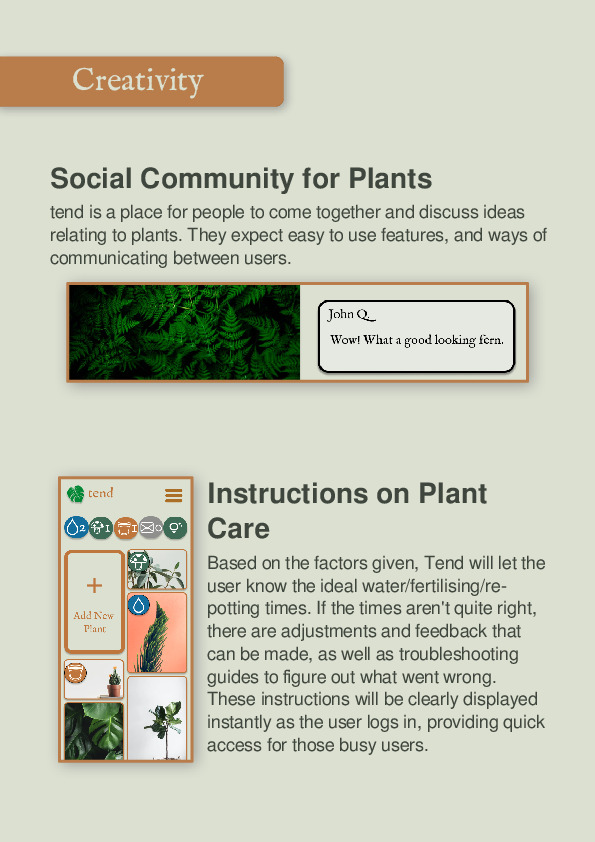 Creativity
Social Community for Plants
tend is a place for people to come together and discuss ideas
relating to plants. They expect easy to use features, and ways of
communicating between users.
John Q.
Wow! What a good looking fern.
tend
2 1 1 0
+
Add New
Plant
Instructions on Plant
Care
Based on the factors given, Tend will let the
user know the ideal water/fertilising/re-
potting times. If the times aren't quite right,
there are adjustments and feedback that
can be made, as well as troubleshooting
guides to figure out what went wrong.
These instructions will be clearly displayed
instantly as the user logs in, providing quick
access for those busy users.